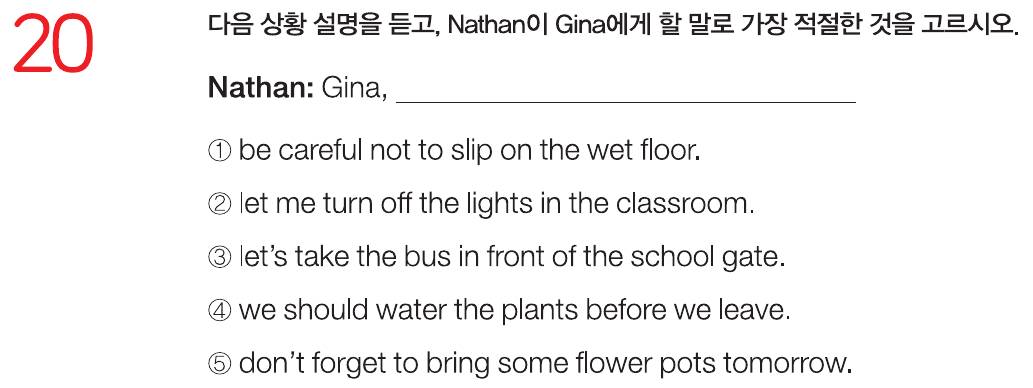 20
다음 상황 설명을 듣고, Nathan이 Gina에게 할 말로 가장 적절한 것을 고르시오.
Nathan: Gina, ____________________
① be careful not to slip on the wet floor.
② let me turn off the lights in the classroom.
③ let's take the bus in front of the school gate.
④ we should water the plants before we leave.
⑤ don't forget to bring some flower pots tomorrow.